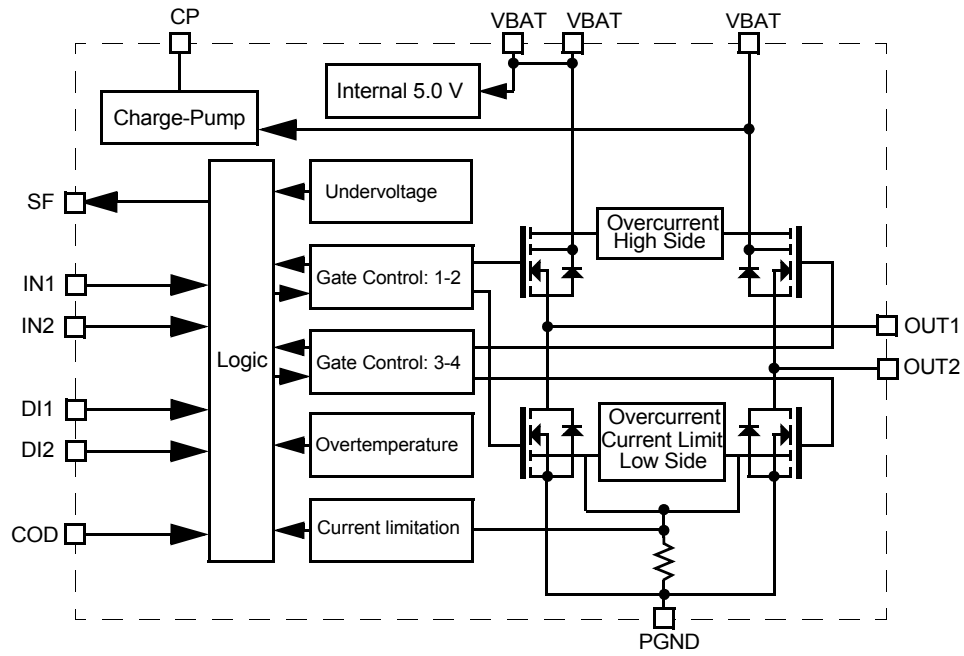 CP
VBAT VBAT VBAT
Internal 5.0 V
Charge-Pump
SF
Undervoltage
Overcurrent
High Side
IN1
Gate Control: 1-2
IN2
OUT1
Logic
Gate Control: 3-4
OUT2
DI1
Overcurrent
Current Limit
Low Side
DI2
Overtemperature
COD
Current limitation
PGND